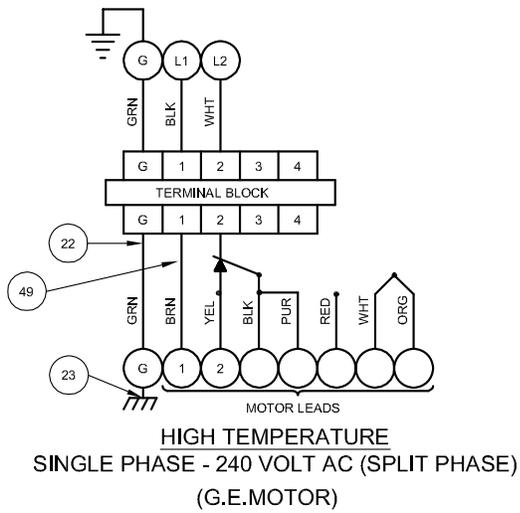 G L1 L2
GRN BLK WHT
G 1 2 3 4
TERMINAL BLOCK
G 1 2 3 4
22
49
GRN BRN YEL BLK PUR RED WHT ORG
23
G 1 2
MOTOR LEADS
HIGH TEMPERATURE
SINGLE PHASE - 240 VOLT AC (SPLIT PHASE)
(G.E.MOTOR)